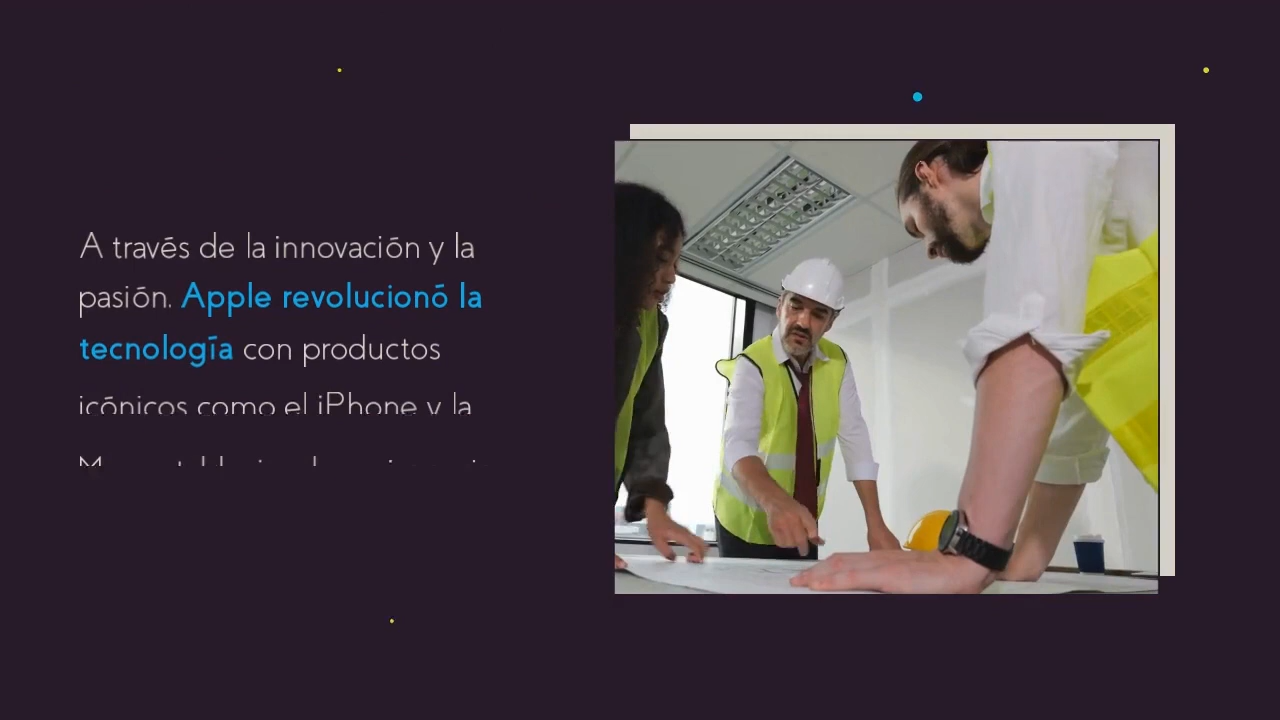 A través de la innovación y la
pasión. Apple revolucionó la
tecnología con productos
icónicos como el iPhone y la